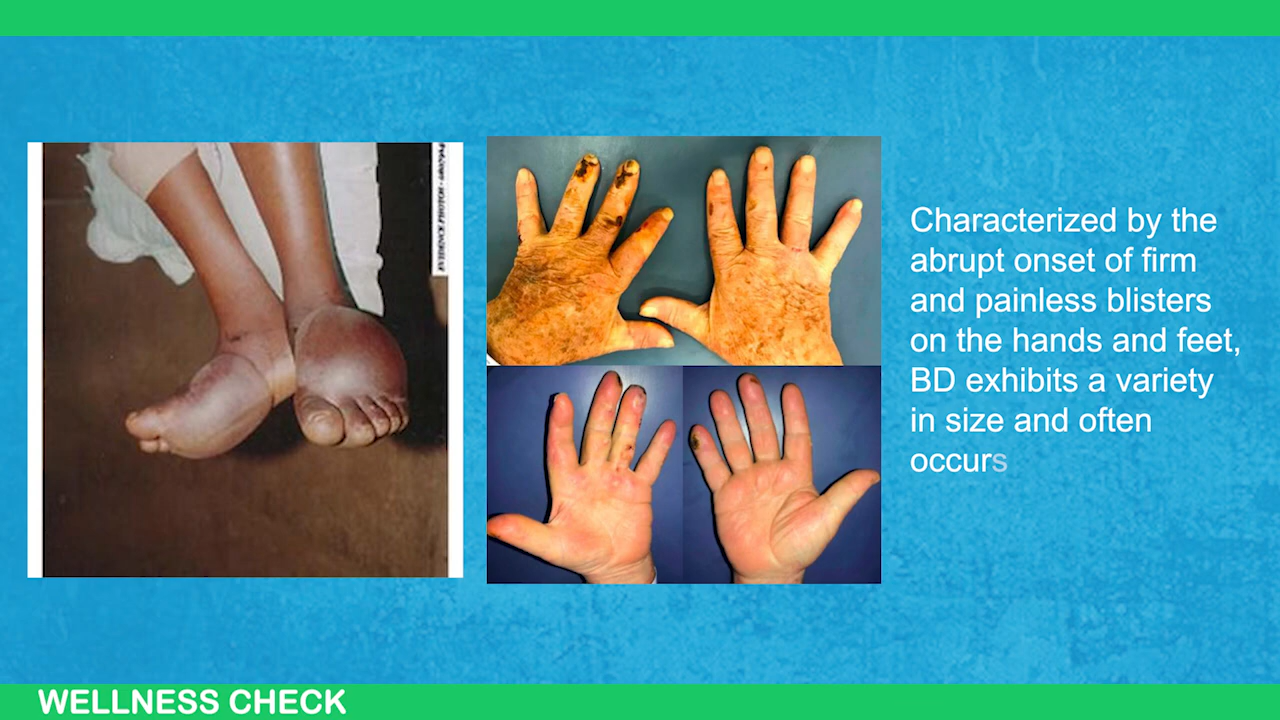 Characterized by the
abrupt onset of firm
and painless blisters
on the hands and feet,
BD exhibits a variety
in size and often
occurs
WELLNESS CHECK